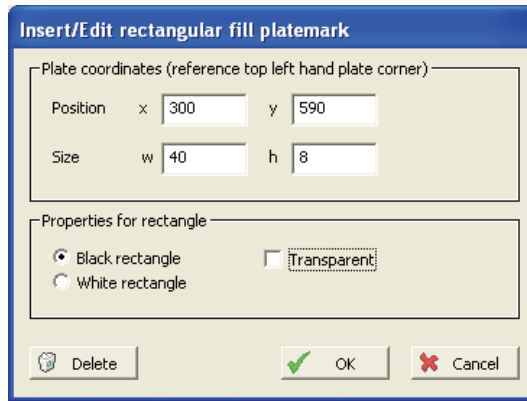 Insert/Edit rectangular fill platemark
Plate coordinates (reference top left hand plate corner)
Position x 300 y 590
Size w 40 h 8
Properties for rectangle
Black rectangle Transparent
White rectangle
Delete OK Cancel